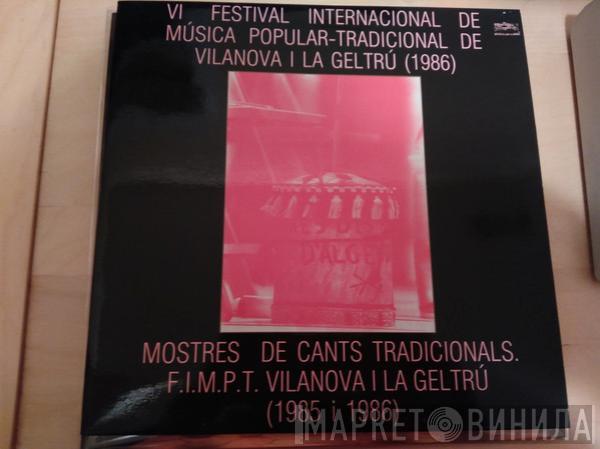 VI FESTIVAL INTERNACIONAL DE
MÚSICA POPULAR-TRADICIONAL DE
VILANOVA I LA GELTRÚ (1986)
D'ALGE
MOSTRES DE CANTS TRADICIONALS.
F.I.M.P.T. VILANOVA I LA GELTRÚ
(1985 i 1986)
МАРКЕТ ВИНИЛА